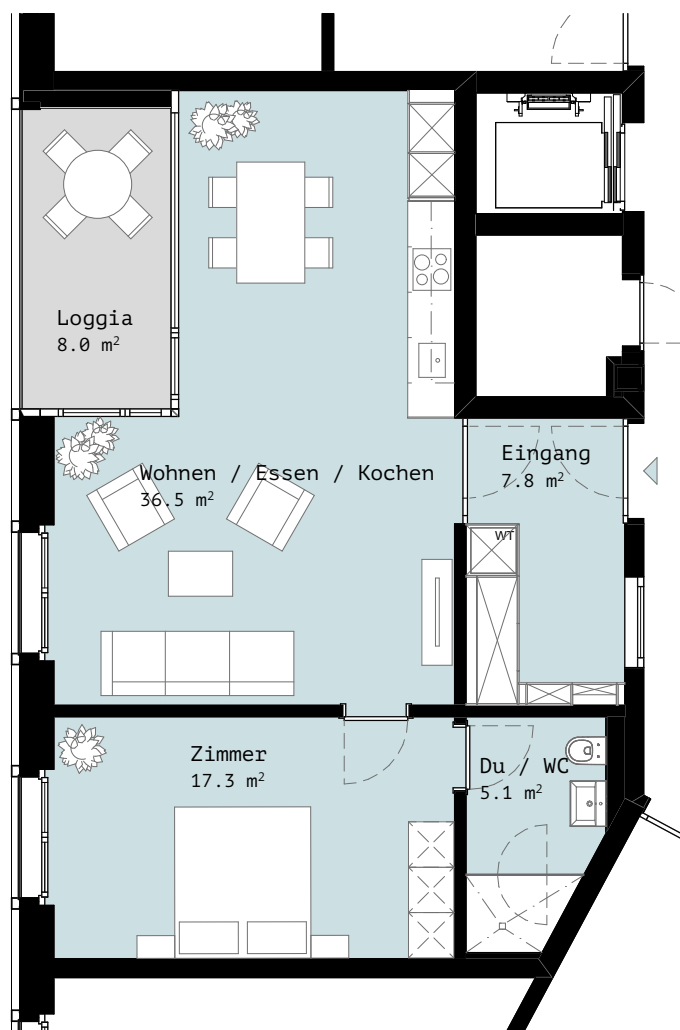 Loggia
8.0 m²
Wohnen / Essen / Kochen
36.5 m²
Eingang
7.8 m²
WT
Zimmer
17.3 m²
Du / WC
5.1 m²